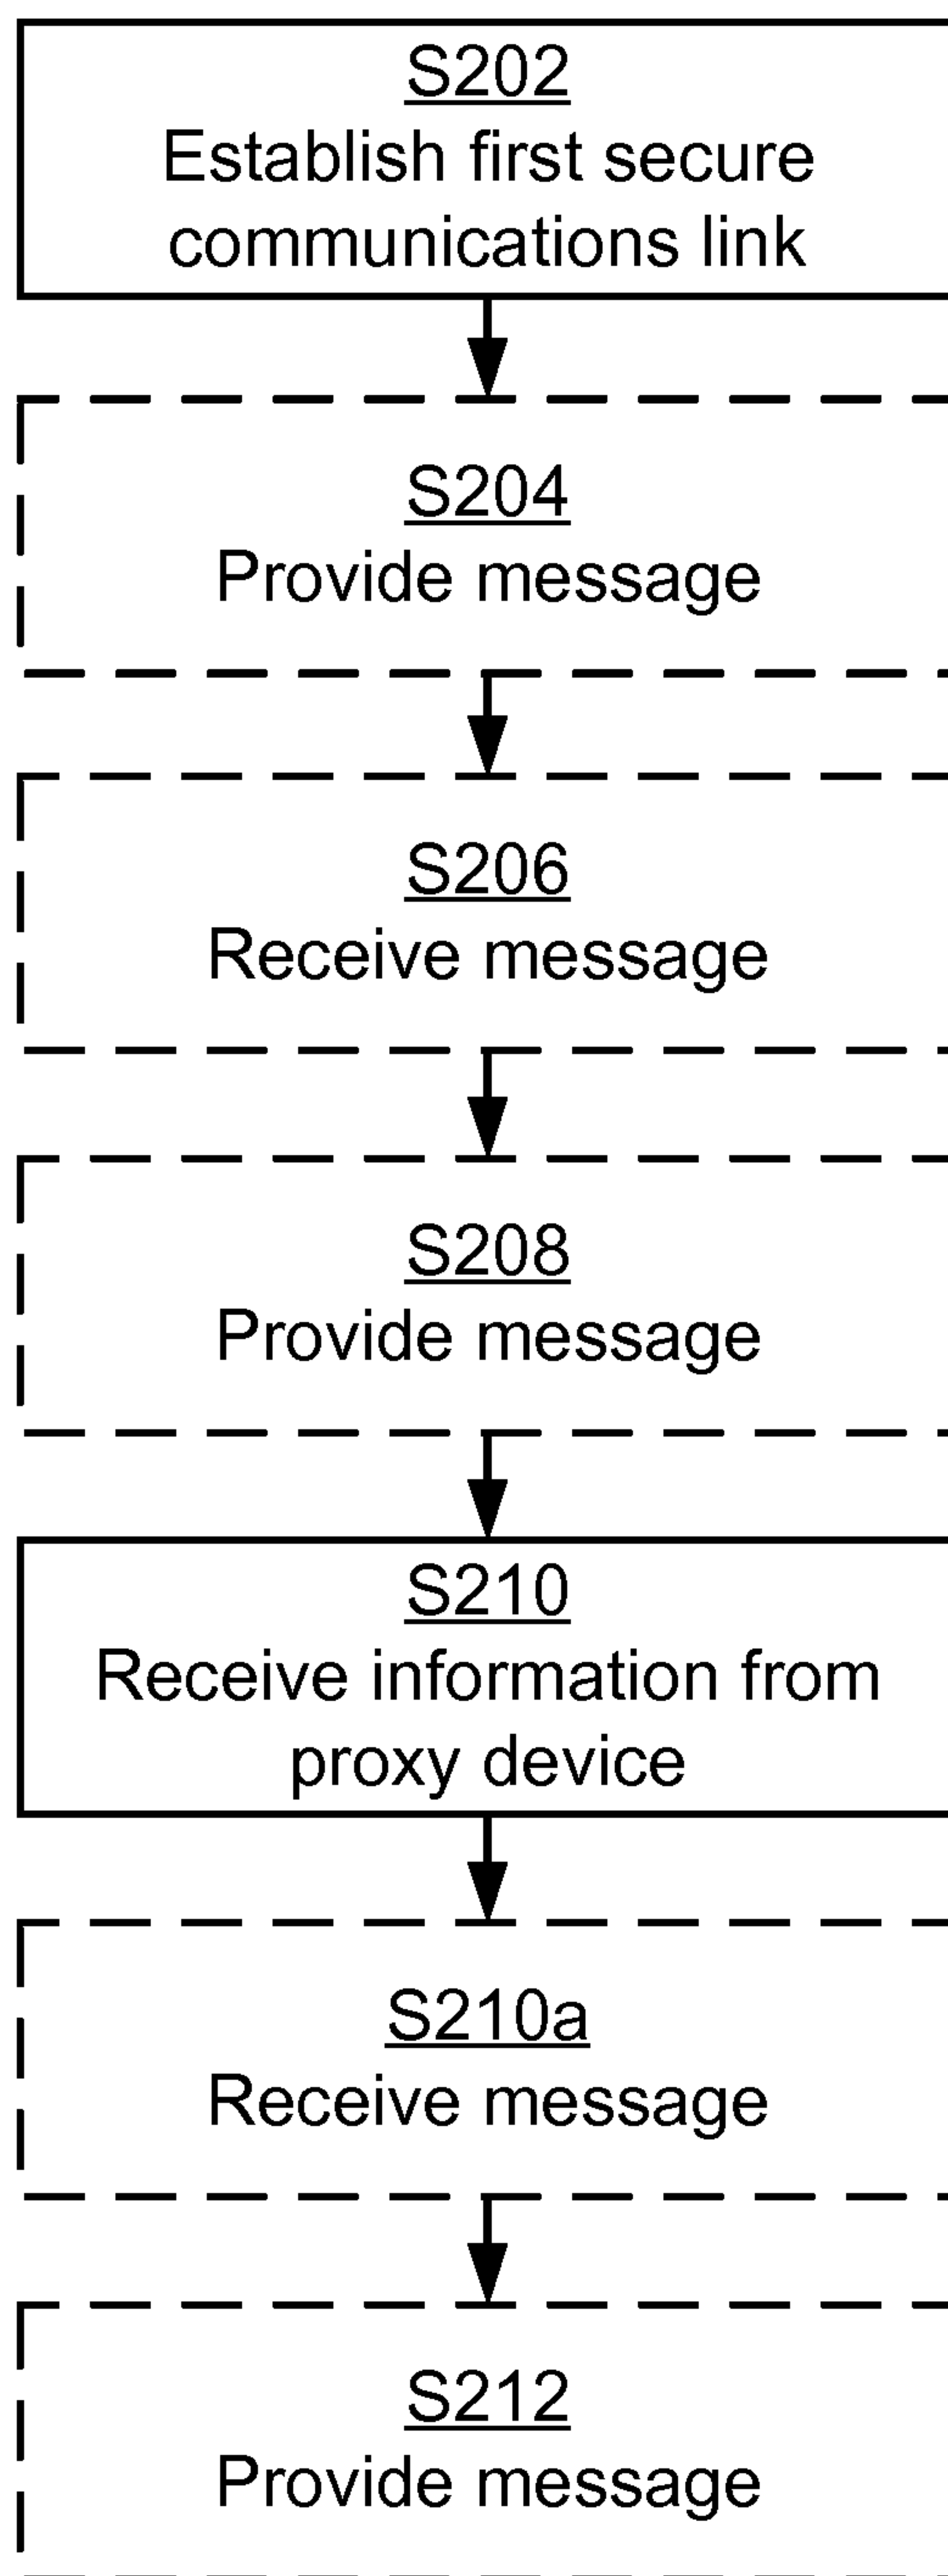 S202
Establish first secure
communications link
S204
Provide message
S206
Receive message
S208
Provide message
S210
Receive information from
proxy device
S210a
Receive message
S212
Provide message